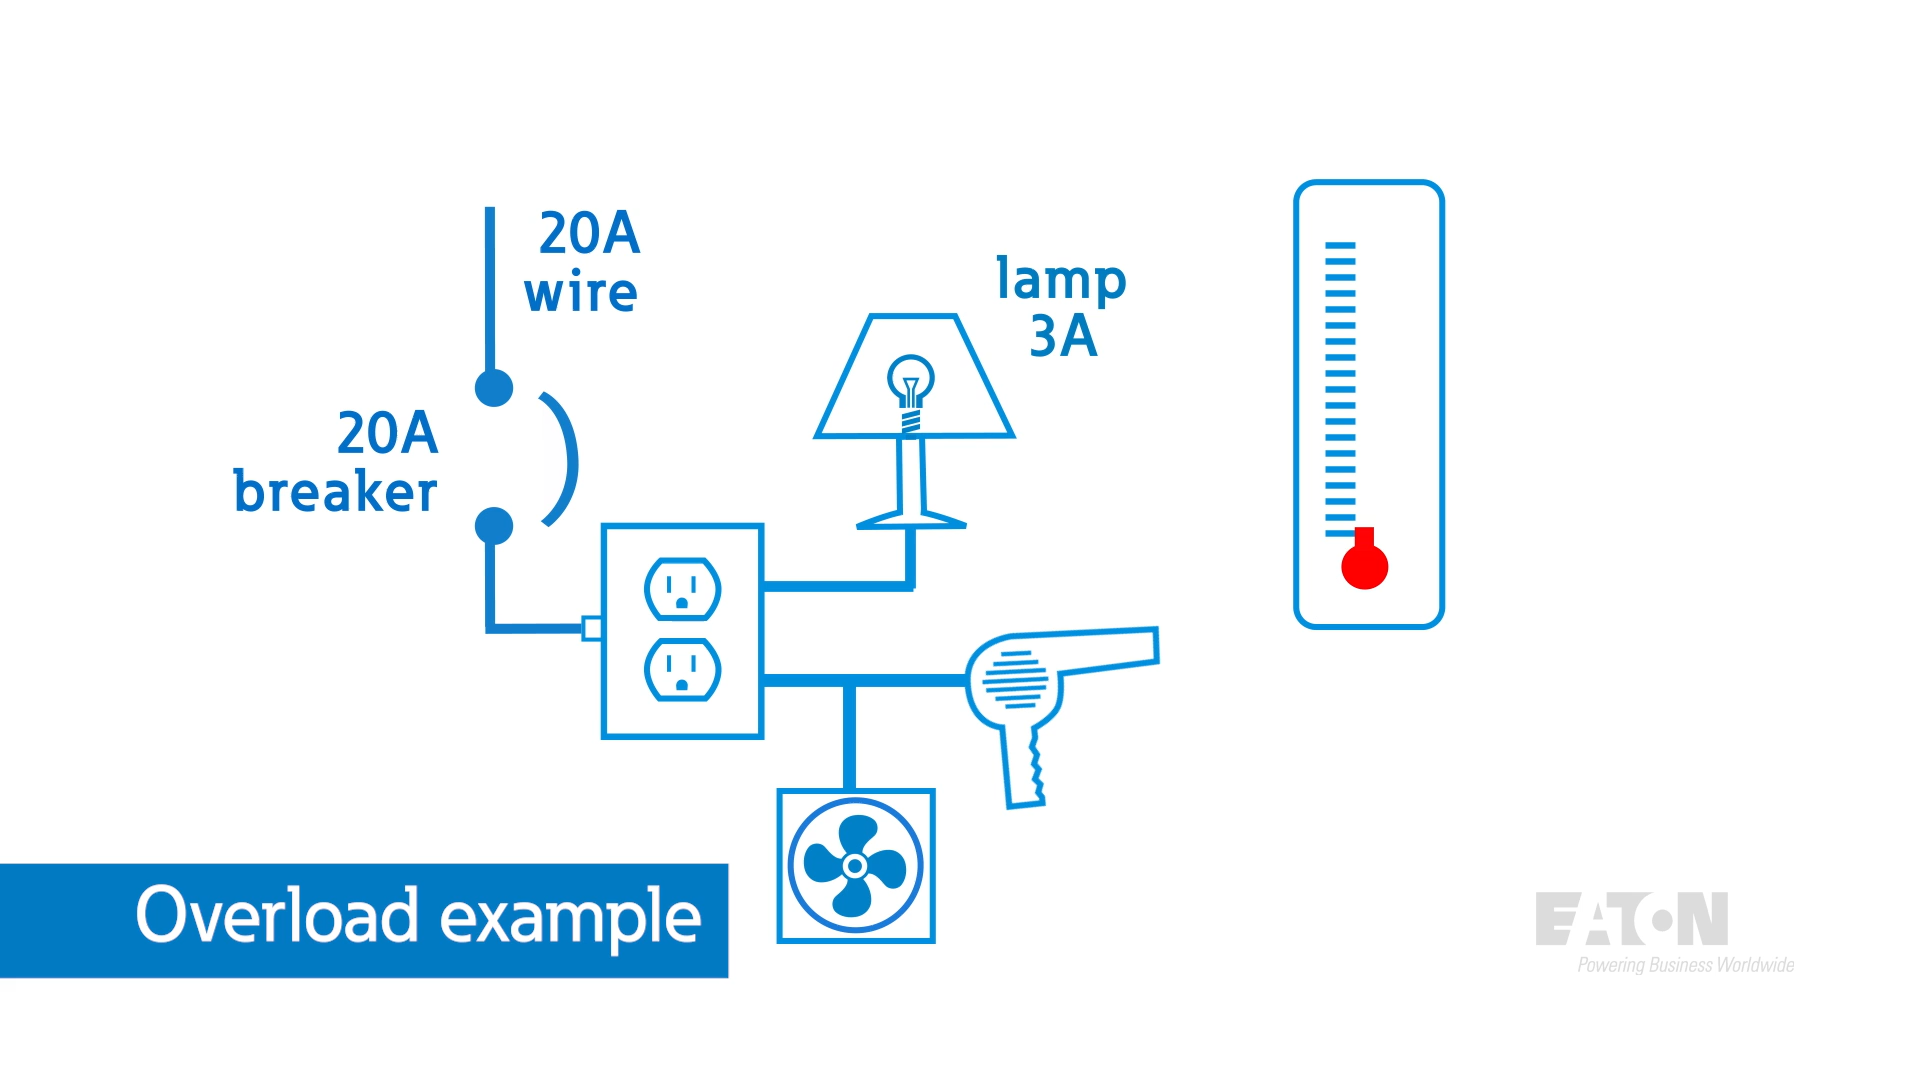 20A
wire
lamp
3A
20A
breaker
Overload example
EATON
Powering Business Worldwide